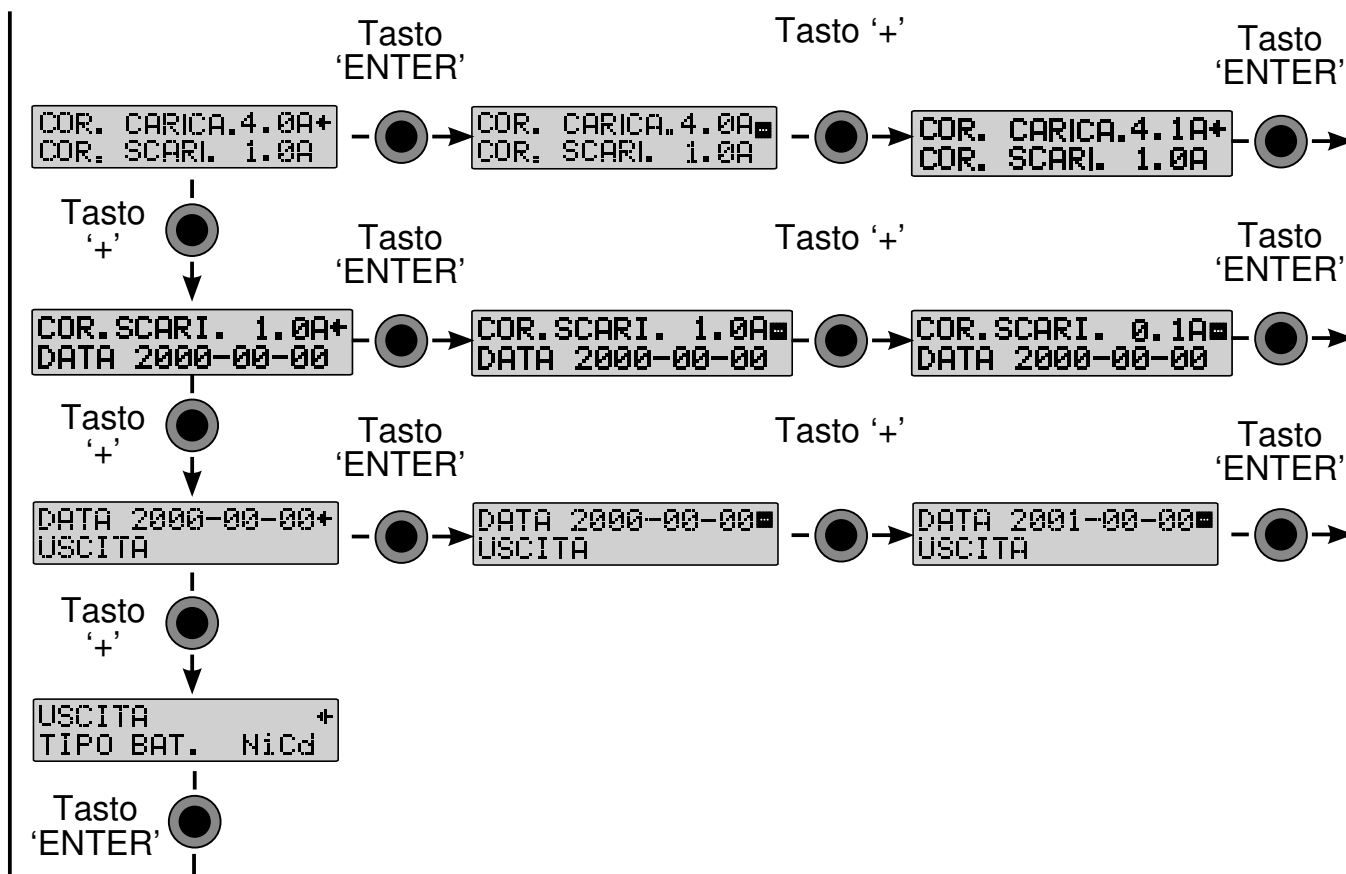 Tasto
‘ENTER’
Tasto ‘+’
Tasto
‘ENTER’
COR. CARICA.4.0A
COR. SCARI. 1.0A
COR. CARICA.4.0A
COR. SCARI. 1.0A
COR. CARICA.4.1A
COR. SCARI. 1.0A
Tasto
‘+’
Tasto
‘ENTER’
Tasto ‘+’
Tasto
‘ENTER’
COR.SCARI. 1.0A
DATA 2000-00-00
COR.SCARI. 1.0A
DATA 2000-00-00
COR.SCARI. 0.1A
DATA 2000-00-00
Tasto
‘+’
Tasto
‘ENTER’
Tasto ‘+’
Tasto
‘ENTER’
DATA 2000-00-00
USCITA
DATA 2000-00-00
USCITA
DATA 2001-00-00
USCITA
Tasto
‘+’
USCITA
TIPO BAT. NiCd
Tasto
‘ENTER’